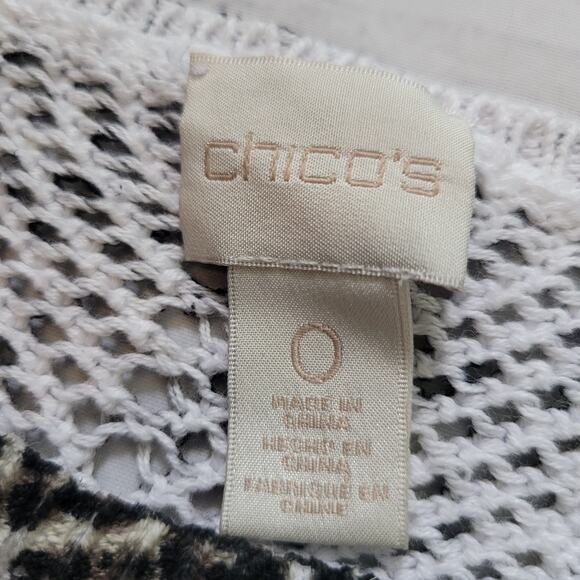 chico's
0
MADE IN
CHINA
HECHO EN
CHINA
FABRIQUE EN
CHINE